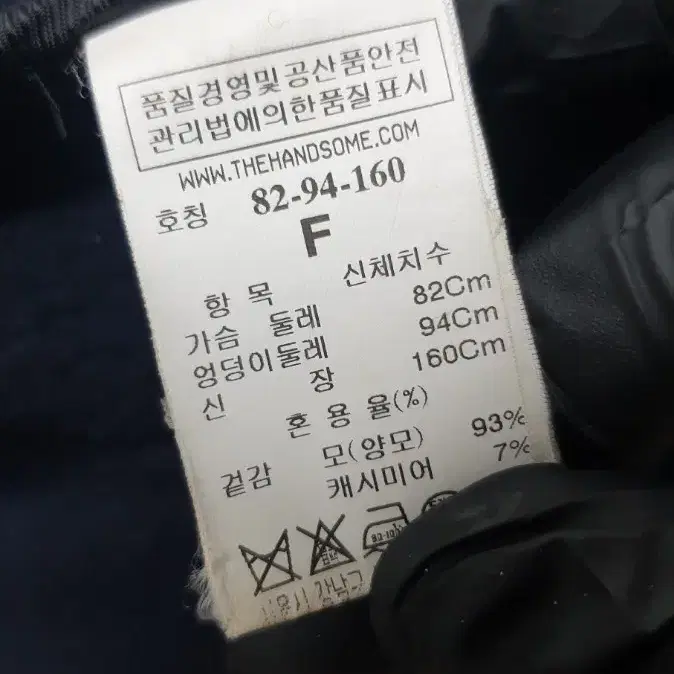 품질경영및공산품안전
관리법에의한품질표시
WWW.THEHANDSOME.COM
호칭 82-94-160
F
항 목 신체치수
가슴 둘레 82Cm
엉덩이둘레 94Cm
신 장 160Cm
혼 용 율(%)
겉감 모(양모) 93%
캐시미어 7%
강남구